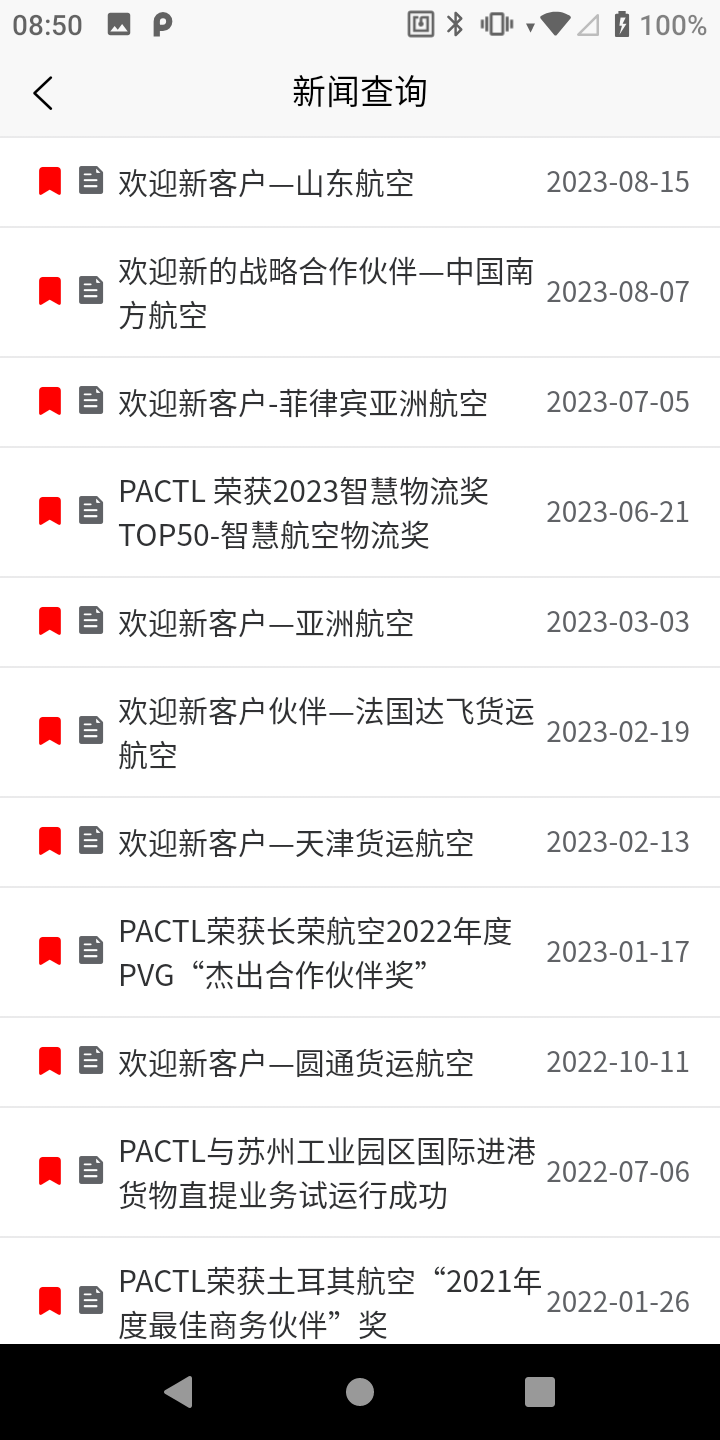 08:50
100%
新闻查询
欢迎新客户—山东航空
2023-08-15
欢迎新的战略合作伙伴—中国南
方航空
2023-08-07
欢迎新客户-菲律宾亚洲航空
2023-07-05
PACTL 荣获2023智慧物流奖
TOP50-智慧航空物流奖
2023-06-21
欢迎新客户—亚洲航空
2023-03-03
欢迎新客户伙伴—法国达飞货运
航空
2023-02-19
欢迎新客户—天津货运航空
2023-02-13
PACTL荣获长荣航空2022年度
PVG“杰出合作伙伴奖”
2023-01-17
欢迎新客户—圆通货运航空
2022-10-11
PACTL与苏州工业园区国际进港
货物直提业务试运行成功
2022-07-06
PACTL荣获土耳其航空“2021年
度最佳商务伙伴”奖
2022-01-26